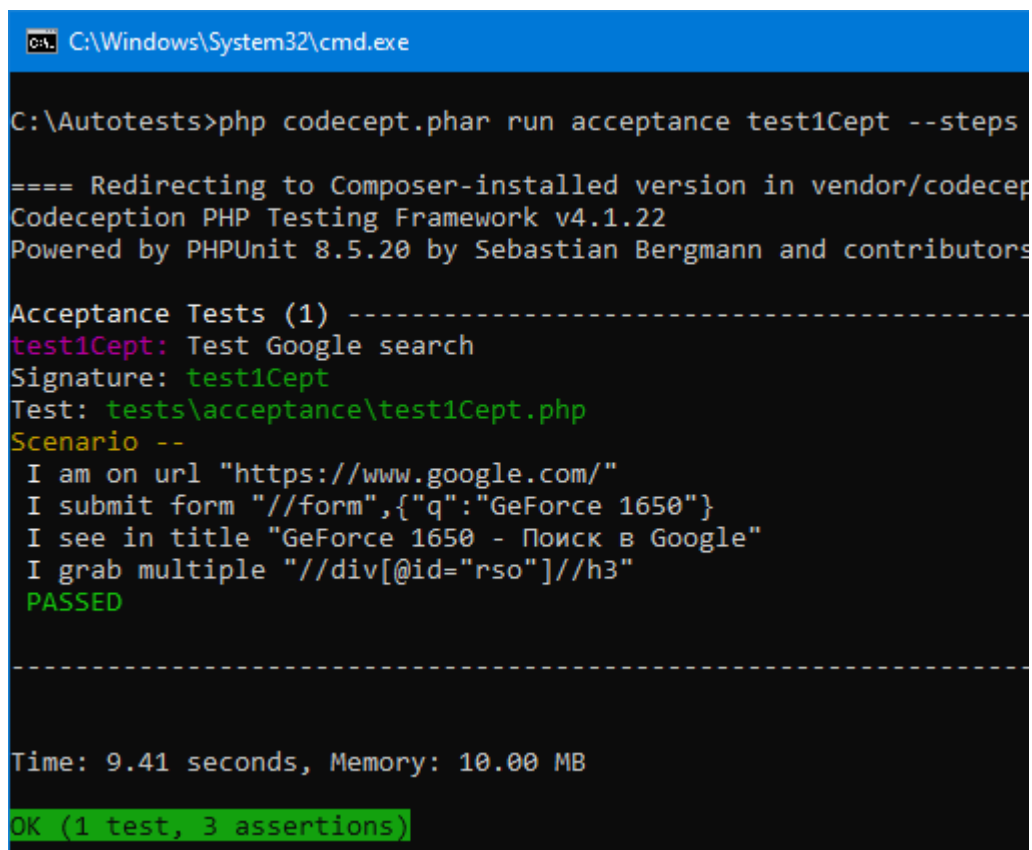 C:\Windows\System32\cmd.exe
C:\Autotests>php codecept.phar run acceptance test1Cept --steps
==== Redirecting to Composer-installed version in vendor/codecep
Codeception PHP Testing Framework v4.1.22
Powered by PHPUnit 8.5.20 by Sebastian Bergmann and contributors
Acceptance Tests (1) -------------------------------------------
test1Cept: Test Google search
Signature: test1Cept
Test: tests\acceptance\test1Cept.php
Scenario --
I am on url "https://www.google.com/"
I submit form "//form",{"q":"GeForce 1650"}
I see in title "GeForce 1650 - Поиск в Google"
I grab multiple "//div[@id="rso"]//h3"
PASSED
----------------------------------------------------------------
Time: 9.41 seconds, Memory: 10.00 MB
OK (1 test, 3 assertions)